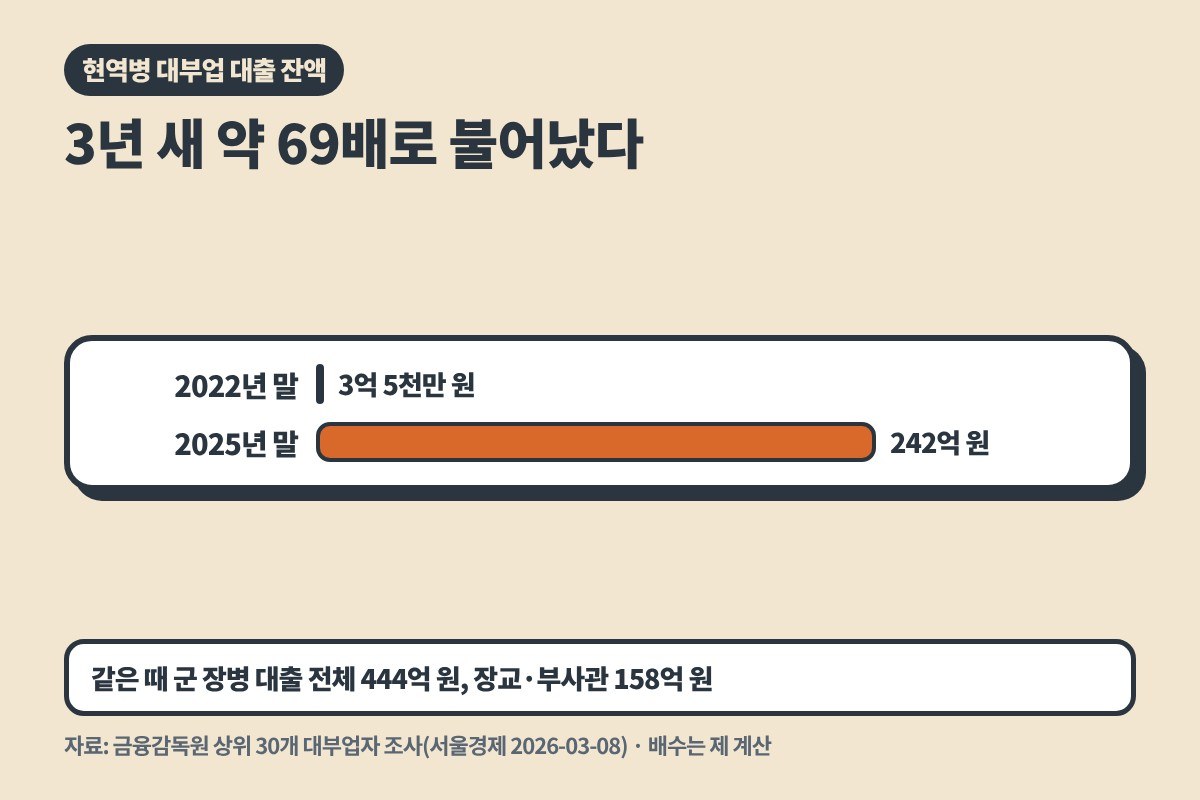 현역병 대부업 대출 잔액
3년 새 약 69배로 불어났다
2022년 말 3억 5천만 원
2025년 말 242억 원
같은 때 군 장병 대출 전체 444억 원, 장교·부사관 158억 원
자료: 금융감독원 상위 30개 대부업자 조사(서울경제 2026-03-08) · 배수는 제 계산